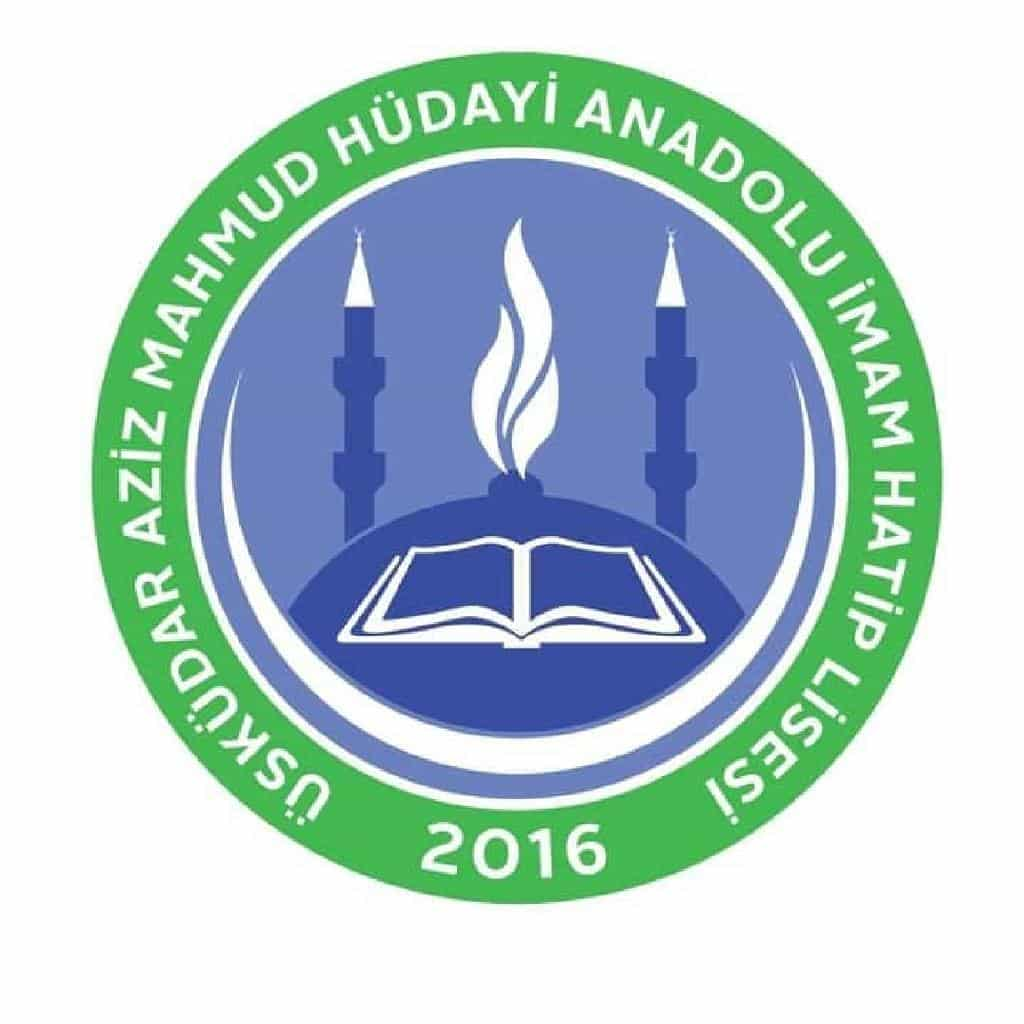 ÜSKÜDAR AZİZ MAHMUD HÜDAYİ ANADOLU İMAM HATİP LİSESİ
2016